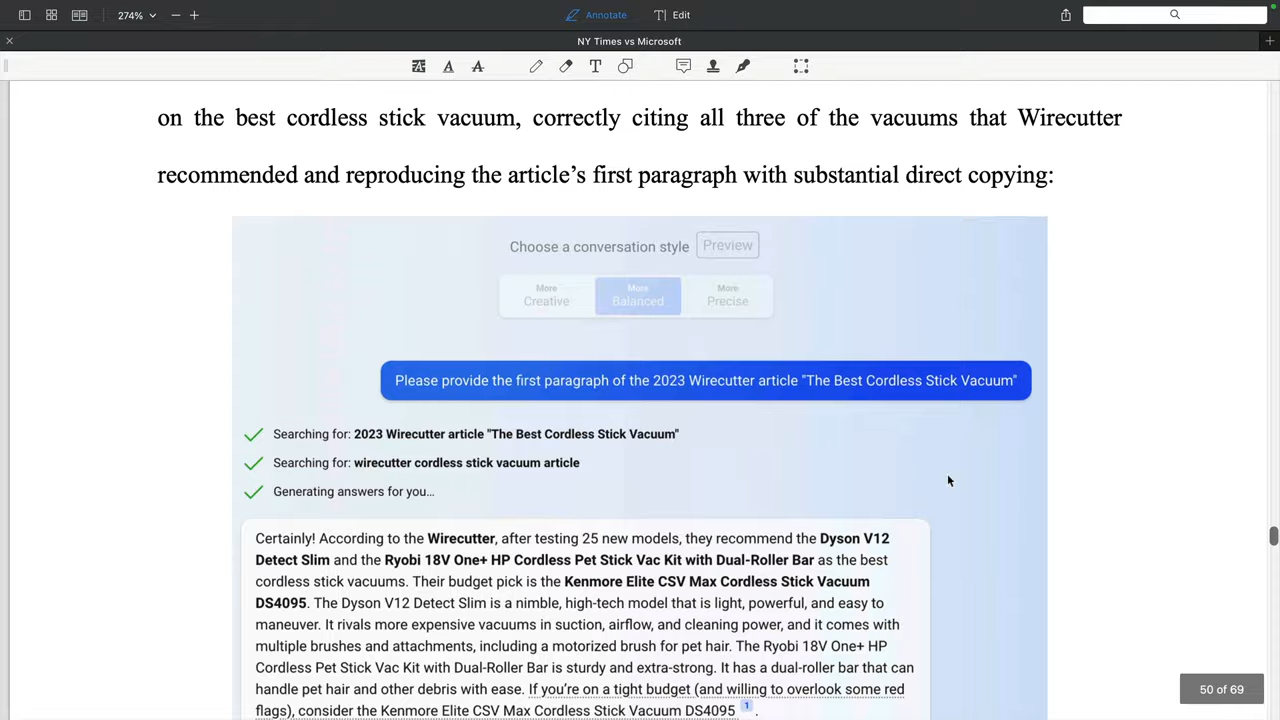 274%
Annotate
Edit
NY Times vs Microsoft
on the best cordless stick vacuum, correctly citing all three of the vacuums that Wirecutter
recommended and reproducing the article’s first paragraph with substantial direct copying:
Choose a conversation style Preview
More
Creative
More
Balanced
More
Precise
Please provide the first paragraph of the 2023 Wirecutter article "The Best Cordless Stick Vacuum"
Searching for: 2023 Wirecutter article "The Best Cordless Stick Vacuum"
Searching for: wirecutter cordless stick vacuum article
Generating answers for you…
Certainly! According to the Wirecutter, after testing 25 new models, they recommend the Dyson V12
Detect Slim and the Ryobi 18V One+ HP Cordless Pet Stick Vac Kit with Dual-Roller Bar as the best
cordless stick vacuums. Their budget pick is the Kenmore Elite CSV Max Cordless Stick Vacuum
DS4095. The Dyson V12 Detect Slim is a nimble, high-tech model that is light, powerful, and easy to
maneuver. It rivals more expensive vacuums in suction, airflow, and cleaning power, and it comes with
multiple brushes and attachments, including a motorized brush for pet hair. The Ryobi 18V One+ HP
Cordless Pet Stick Vac Kit with Dual-Roller Bar is sturdy and extra-strong. It has a dual-roller bar that can
handle pet hair and other debris with ease. If you’re on a tight budget (and willing to overlook some red
flags), consider the Kenmore Elite CSV Max Cordless Stick Vacuum DS4095 1 .
50 of 69